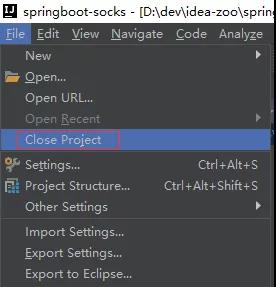 springboot-socks - [D:\dev\idea-zoo\spring
File Edit View Navigate Code Analyze
New
Open...
Open URL...
Open Recent
Close Project
Settings... Ctrl+Alt+S
Project Structure... Ctrl+Alt+Shift+S
Other Settings
Import Settings...
Export Settings...
Export to Eclipse...